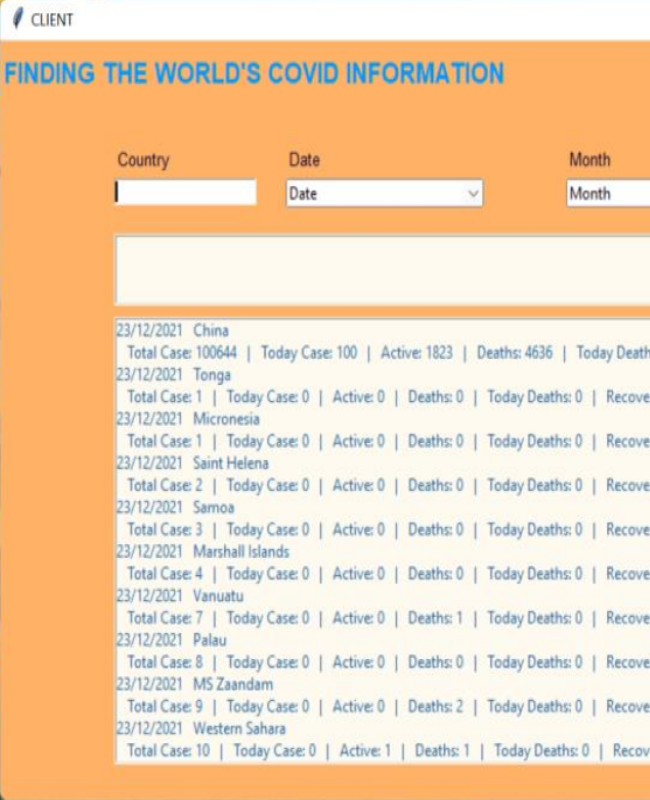 CLIENT
FINDING THE WORLD'S COVID INFORMATION
Country Date Month
Date Month
23/12/2021 China
Total Case: 100644 | Today Case: 100 | Active: 1823 | Deaths: 4636 | Today Death
23/12/2021 Tonga
Total Case: 1 | Today Case: 0 | Active: 0 | Deaths: 0 | Today Deaths: 0 | Recove
23/12/2021 Micronesia
Total Case: 1 | Today Case: 0 | Active: 0 | Deaths: 0 | Today Deaths: 0 | Recove
23/12/2021 Saint Helena
Total Case: 2 | Today Case: 0 | Active: 0 | Deaths: 0 | Today Deaths: 0 | Recove
23/12/2021 Samoa
Total Case: 3 | Today Case: 0 | Active: 0 | Deaths: 0 | Today Deaths: 0 | Recove
23/12/2021 Marshall Islands
Total Case: 4 | Today Case: 0 | Active: 0 | Deaths: 0 | Today Deaths: 0 | Recove
23/12/2021 Vanuatu
Total Case: 7 | Today Case: 0 | Active: 0 | Deaths: 1 | Today Deaths: 0 | Recove
23/12/2021 Palau
Total Case: 8 | Today Case: 0 | Active: 0 | Deaths: 0 | Today Deaths: 0 | Recove
23/12/2021 MS Zaandam
Total Case: 9 | Today Case: 0 | Active: 0 | Deaths: 2 | Today Deaths: 0 | Recove
23/12/2021 Western Sahara
Total Case: 10 | Today Case: 0 | Active: 1 | Deaths: 1 | Today Deaths: 0 | Recov